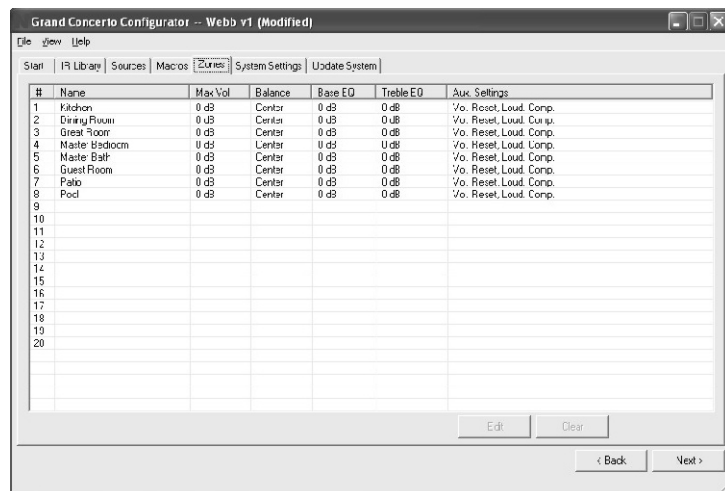 Grand Concerto Configurator -- Webb v1 (Modified)
File View Help
Start IR Library Sources Macros Zones System Settings Update System
# Name Max Vol Balance Base EQ Treble EQ Aux. Settings
1 Kitchen 0 dB Center 0 dB 0 dB Vol. Reset, Loud. Comp.
2 Dining Room 0 dB Center 0 dB 0 dB Vol. Reset, Loud. Comp.
3 Great Room 0 dB Center 0 dB 0 dB Vol. Reset, Loud. Comp.
4 Master Bedroom 0 dB Center 0 dB 0 dB Vol. Reset, Loud. Comp.
5 Master Bath 0 dB Center 0 dB 0 dB Vol. Reset, Loud. Comp.
6 Guest Room 0 dB Center 0 dB 0 dB Vol. Reset, Loud. Comp.
7 Patio 0 dB Center 0 dB 0 dB Vol. Reset, Loud. Comp.
8 Pool 0 dB Center 0 dB 0 dB Vol. Reset, Loud. Comp.
9
10
11
12
13
14
15
16
17
18
19
20
Edit Clear
< Back Next >